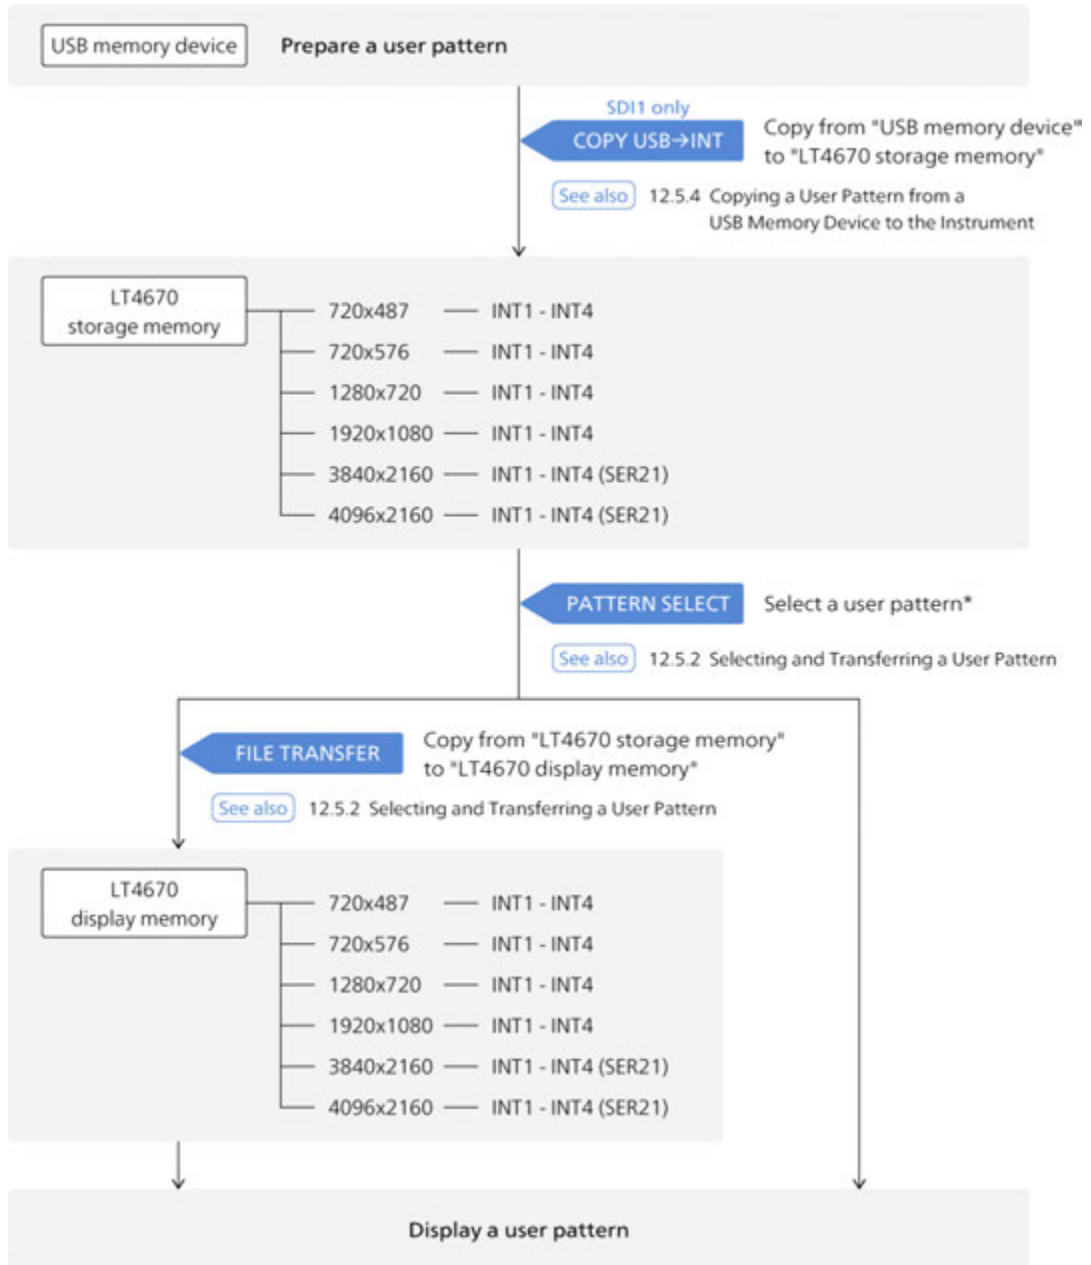 USB memory device
Prepare a user pattern
SDI1 only
COPY USB→INT
Copy from "USB memory device"
to "LT4670 storage memory"
See also
12.5.4 Copying a User Pattern from a
USB Memory Device to the Instrument
LT4670
storage memory
720x487 INT1 - INT4
720x576 INT1 - INT4
1280x720 INT1 - INT4
1920x1080 INT1 - INT4
3840x2160 INT1 - INT4 (SER21)
4096x2160 INT1 - INT4 (SER21)
PATTERN SELECT
Select a user pattern*
See also
12.5.2 Selecting and Transferring a User Pattern
FILE TRANSFER
Copy from "LT4670 storage memory"
to "LT4670 display memory"
See also
12.5.2 Selecting and Transferring a User Pattern
LT4670
display memory
720x487 INT1 - INT4
720x576 INT1 - INT4
1280x720 INT1 - INT4
1920x1080 INT1 - INT4
3840x2160 INT1 - INT4 (SER21)
4096x2160 INT1 - INT4 (SER21)
Display a user pattern